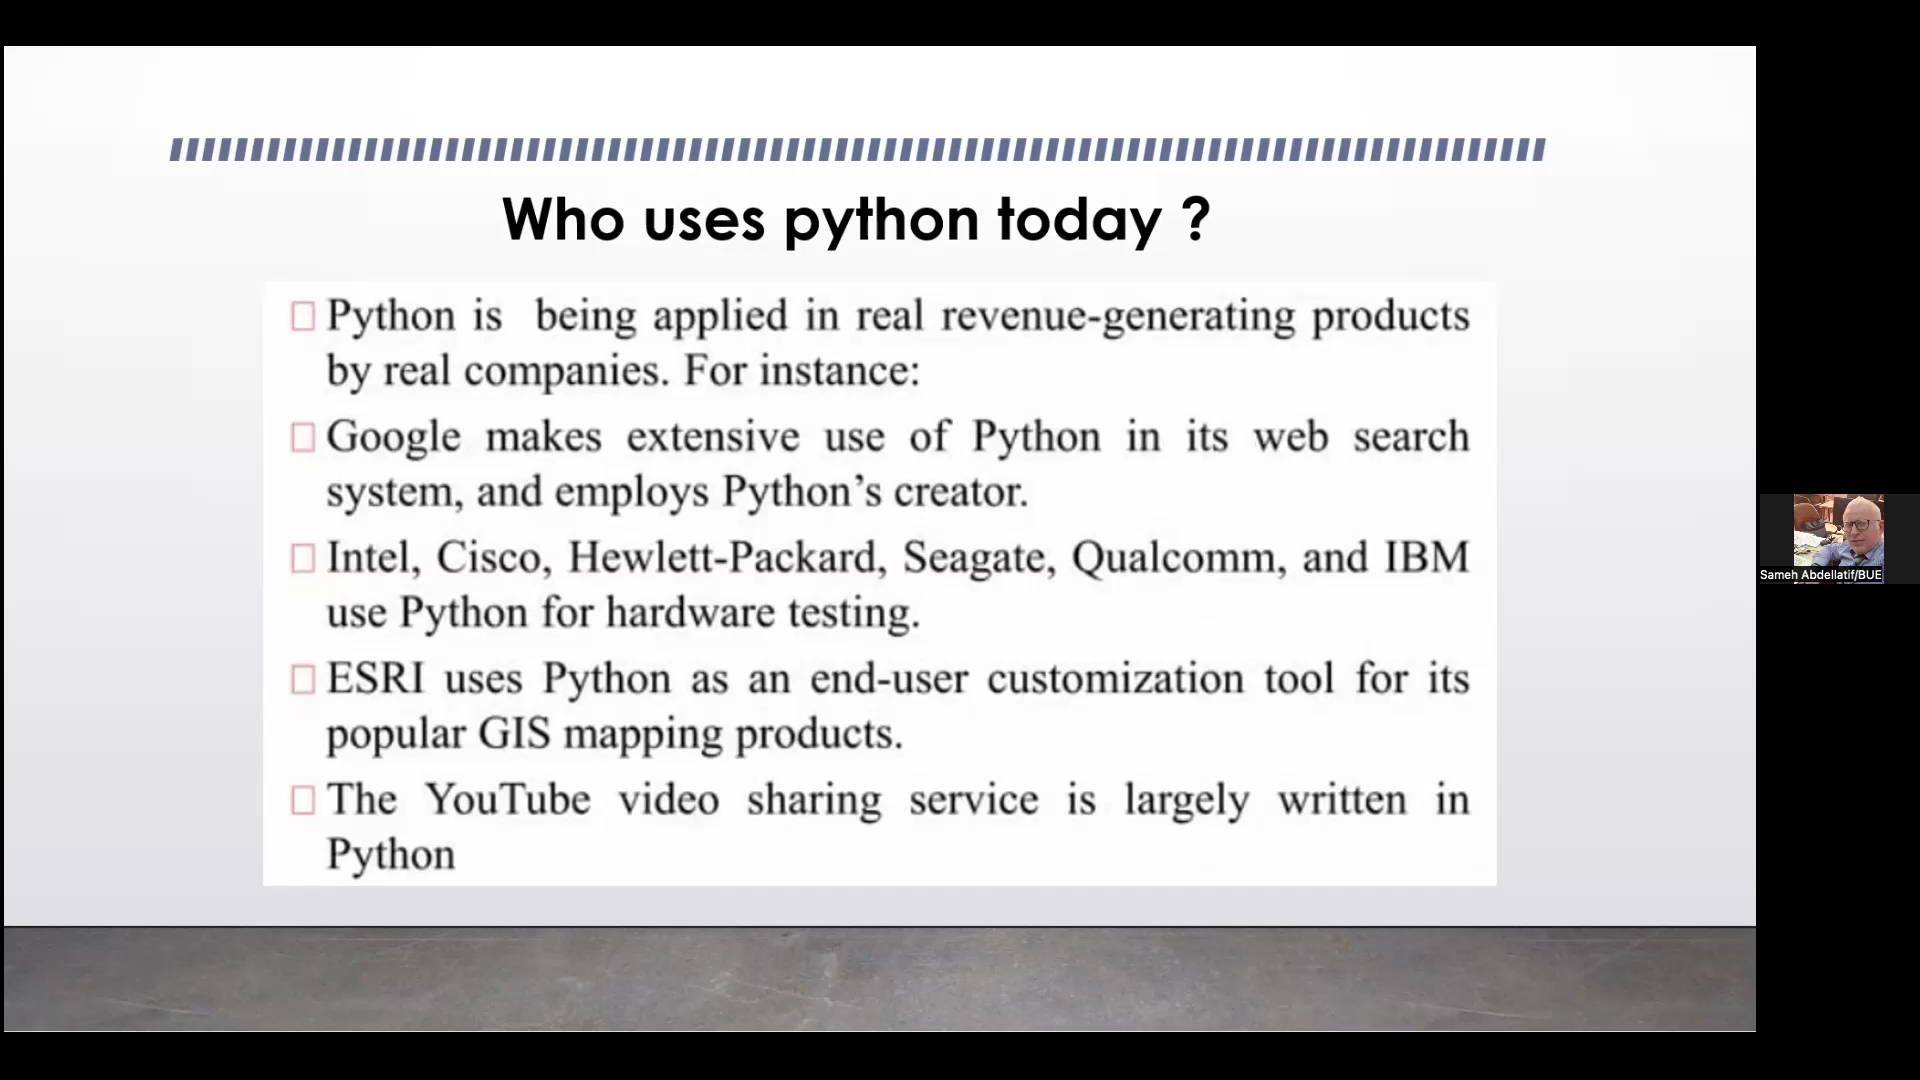 Who uses python today ?
Python is being applied in real revenue-generating products
by real companies. For instance:
Google makes extensive use of Python in its web search
system, and employs Python’s creator.
Intel, Cisco, Hewlett-Packard, Seagate, Qualcomm, and IBM
use Python for hardware testing.
ESRI uses Python as an end-user customization tool for its
popular GIS mapping products.
The YouTube video sharing service is largely written in
Python
Sameh Abdellatif/BUE